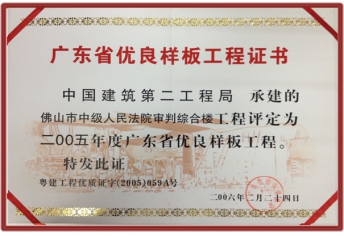 广东省优良样板工程证书
中国建筑第二工程局 承建的
佛山市中级人民法院审判综合楼工程评定为
二00五年度广东省优良样板工程。
特发此证
粤建工程优质证字(2005)059A号
二00六年二月二十四日